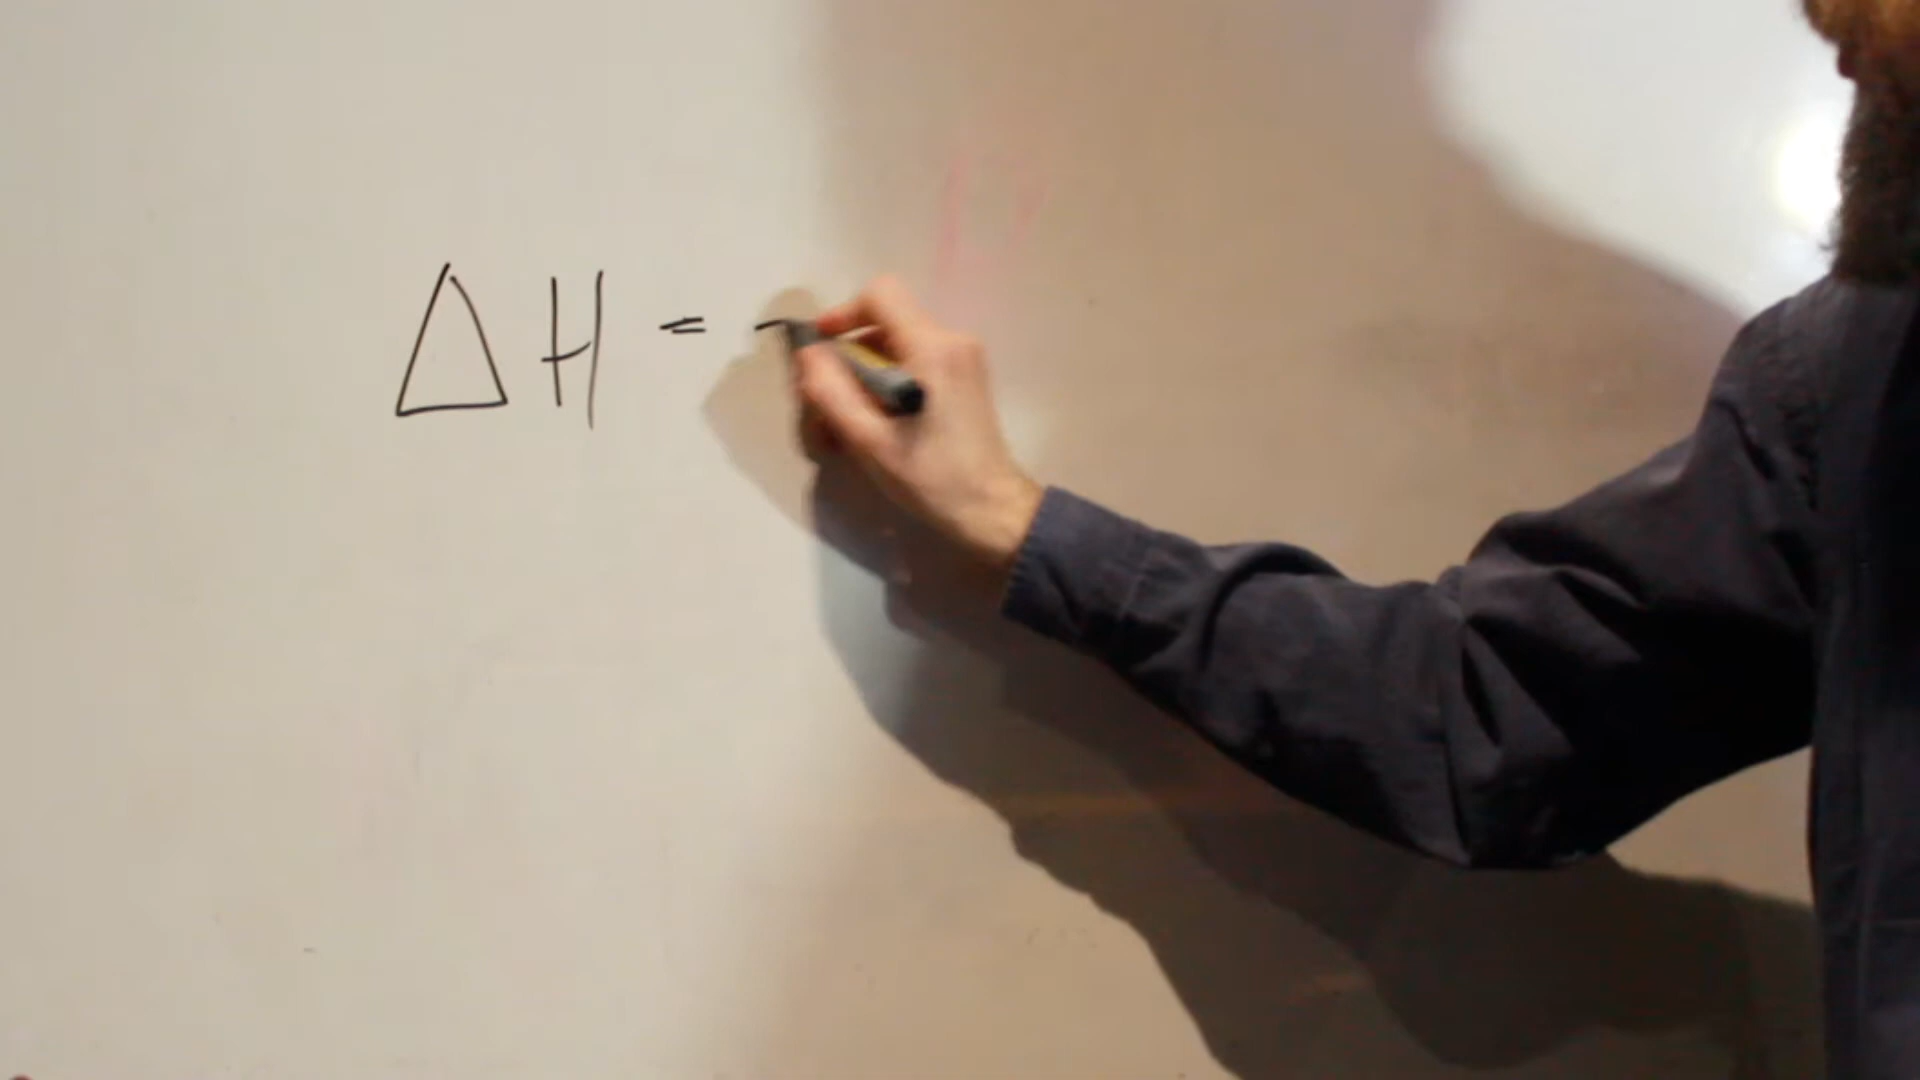 ΔH =